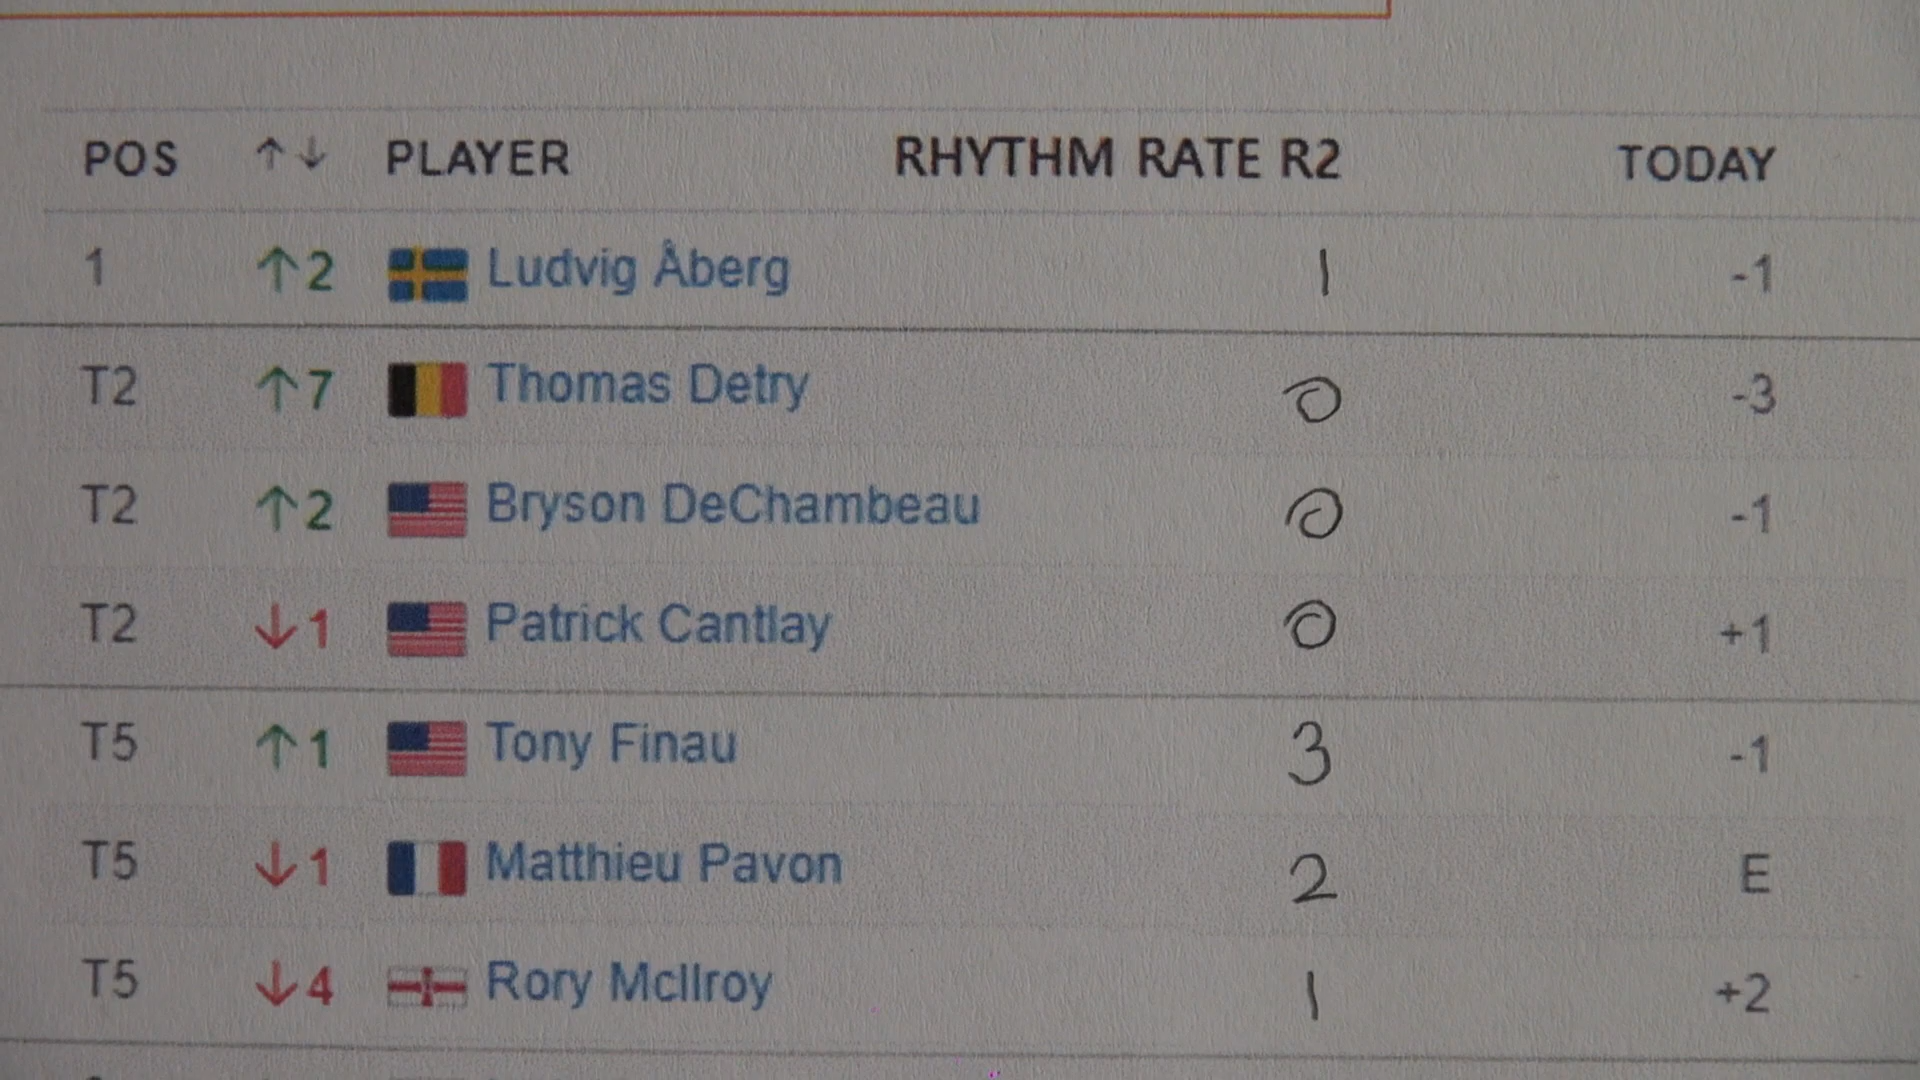 POS ↑↓ PLAYER RHYTHM RATE R2 TODAY
1 ↑2 Ludvig Åberg 1 -1
T2 ↑7 Thomas Detry 0 -3
T2 ↑2 Bryson DeChambeau 0 -1
T2 ↓1 Patrick Cantlay 0 +1
T5 ↑1 Tony Finau 3 -1
T5 ↓1 Matthieu Pavon 2 E
T5 ↓4 Rory McIlroy 1 +2